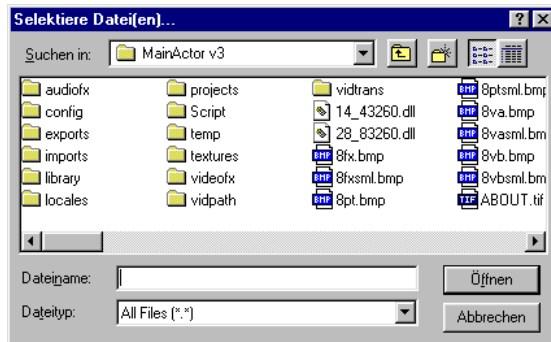 Selektiere Datei(en)...
Suchen in: MainActor v3
audiofx projects vidtrans 8ptsml.bmp
config Script 14_43260.dll 8va.bmp
exports temp 28_83260.dll 8vasml.bm
imports textures 8fx.bmp 8vb.bmp
library videofx 8fxsml.bmp 8vbsml.bm
locales vidpath 8pt.bmp ABOUT.tif
Dateiname: Öffnen
Dateityp: All Files (*.*) Abbrechen